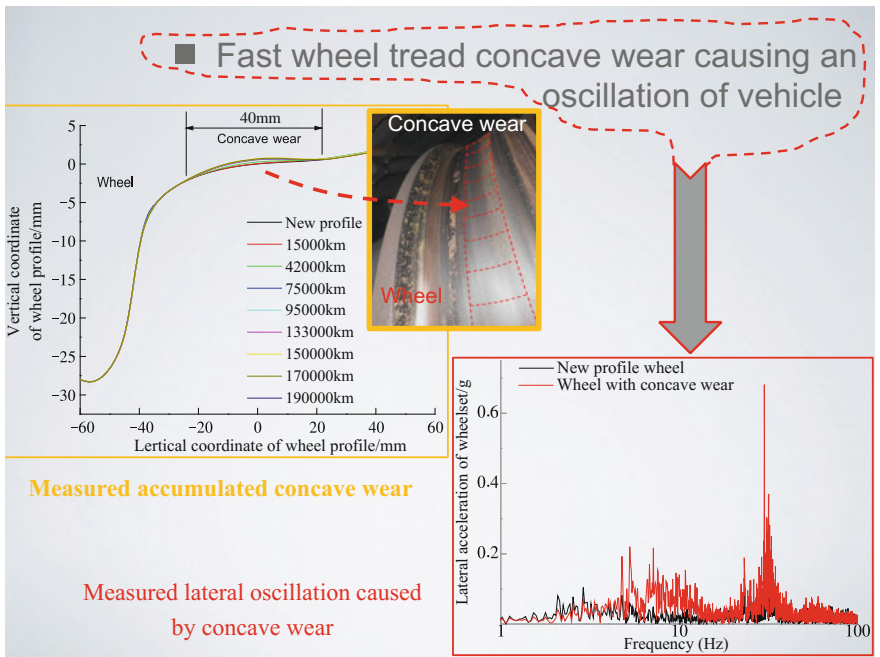 ■ Fast wheel tread concave wear causing an
oscillation of vehicle
40mm
Concave wear
Wheel
Vertical coordinate
of wheel profile/mm
5
0
−5
−10
−15
−20
−25
−30
New profile
15000km
42000km
75000km
95000km
133000km
150000km
170000km
190000km
−60 −40 −20 0 20 40 60
Lertical coordinate of wheel profile/mm
Concave wear
Wheel
Measured accumulated concave wear
Measured lateral oscillation caused
by concave wear
New profile wheel
Wheel with concave wear
Lateral acceleration of wheelset/g
0.6
0.4
0.2
1 10 100
Frequency (Hz)